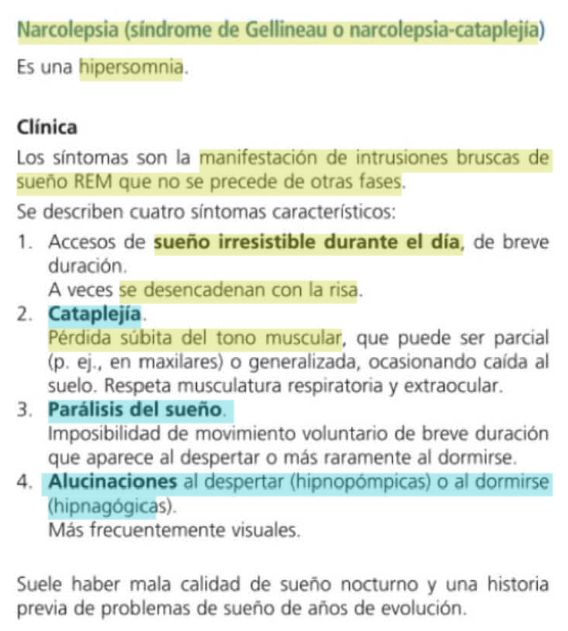 Narcolepsia (síndrome de Gellineau o narcolepsia-cataplejía)
Es una hipersomnia.
Clínica
Los síntomas son la manifestación de intrusiones bruscas de
sueño REM que no se precede de otras fases.
Se describen cuatro síntomas característicos:
1. Accesos de sueño irresistible durante el día, de breve
duración.
A veces se desencadenan con la risa.
2. Cataplejía.
Pérdida súbita del tono muscular, que puede ser parcial
(p. ej., en maxilares) o generalizada, ocasionando caída al
suelo. Respeta musculatura respiratoria y extraocular.
3. Parálisis del sueño.
Imposibilidad de movimiento voluntario de breve duración
que aparece al despertar o más raramente al dormirse.
4. Alucinaciones al despertar (hipnopómpicas) o al dormirse
(hipnagógicas).
Más frecuentemente visuales.
Suele haber mala calidad de sueño nocturno y una historia
previa de problemas de sueño de años de evolución.